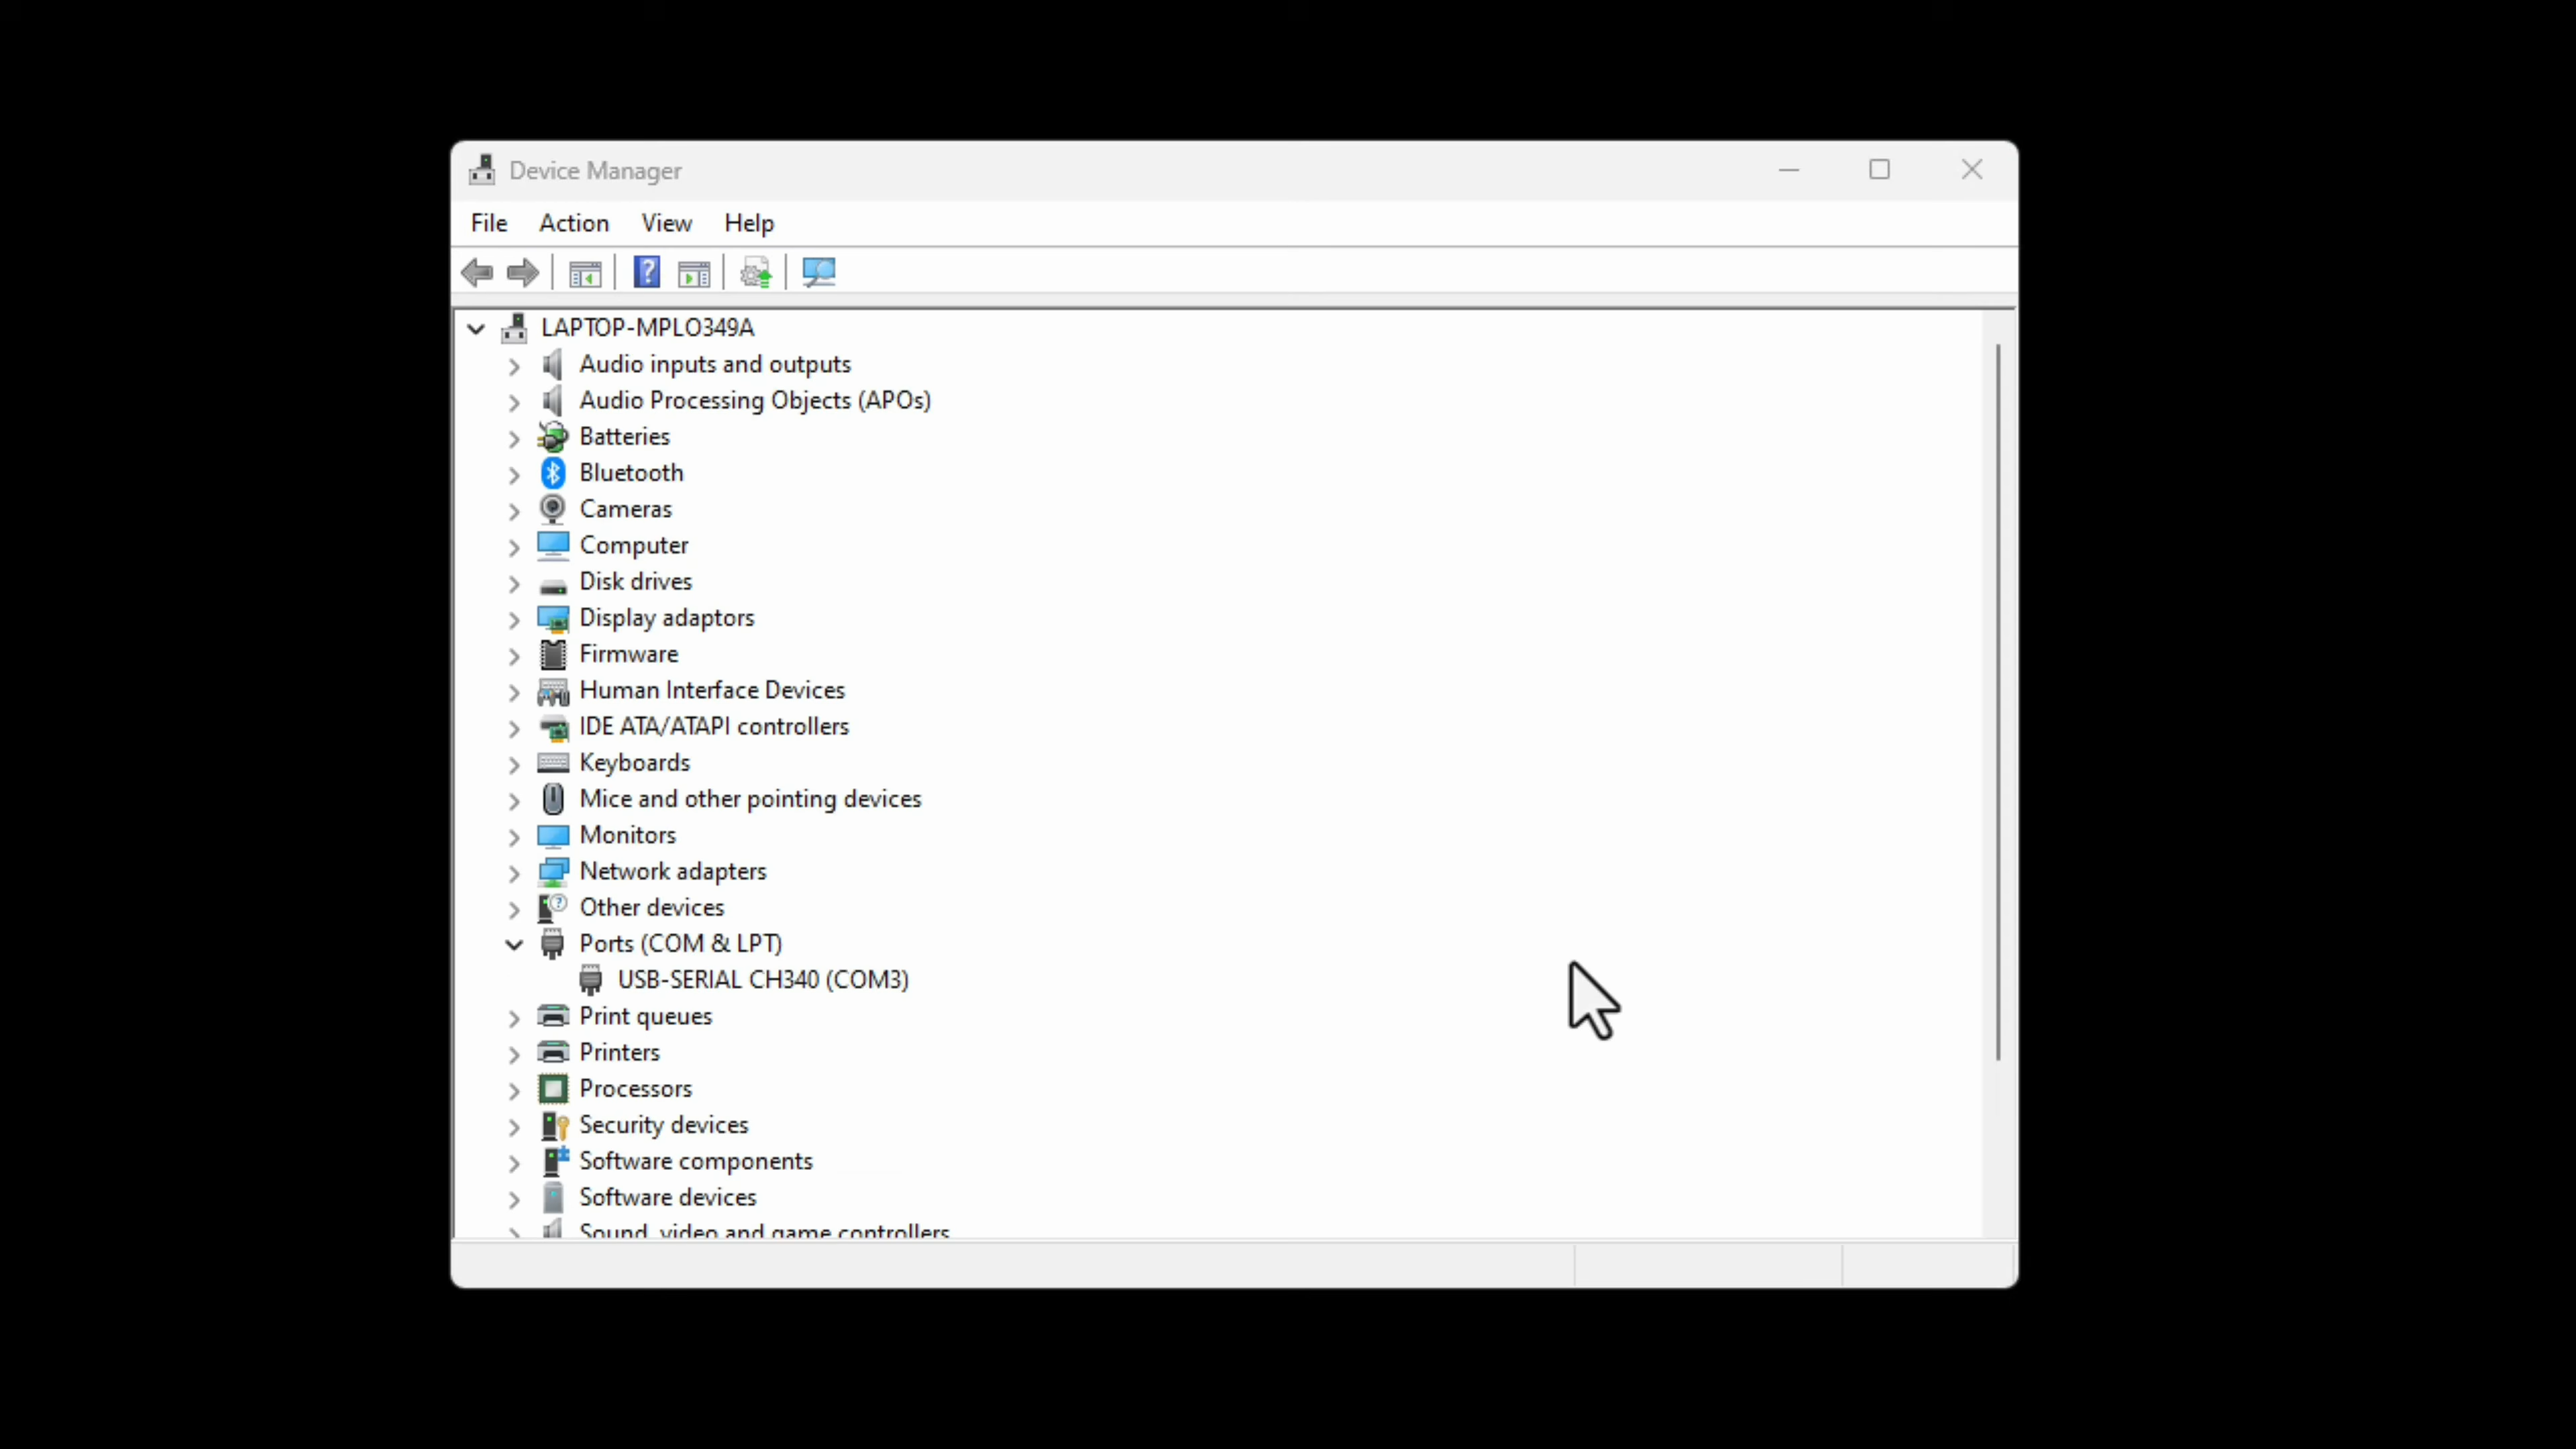 Device Manager
File Action View Help
LAPTOP-MPLO349A
Audio inputs and outputs
Audio Processing Objects (APOs)
Batteries
Bluetooth
Cameras
Computer
Disk drives
Display adaptors
Firmware
Human Interface Devices
IDE ATA/ATAPI controllers
Keyboards
Mice and other pointing devices
Monitors
Network adapters
Other devices
Ports (COM & LPT)
USB-SERIAL CH340 (COM3)
Print queues
Printers
Processors
Security devices
Software components
Software devices
Sound, video and game controllers